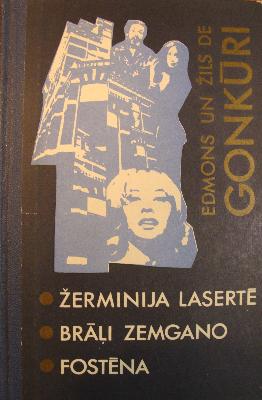 EDMONS UN ŽILS DE
GONKŪRI
ŽERMINIJA LASERTĒ
BRĀĻI ZEMGANO
FOSTĒNA